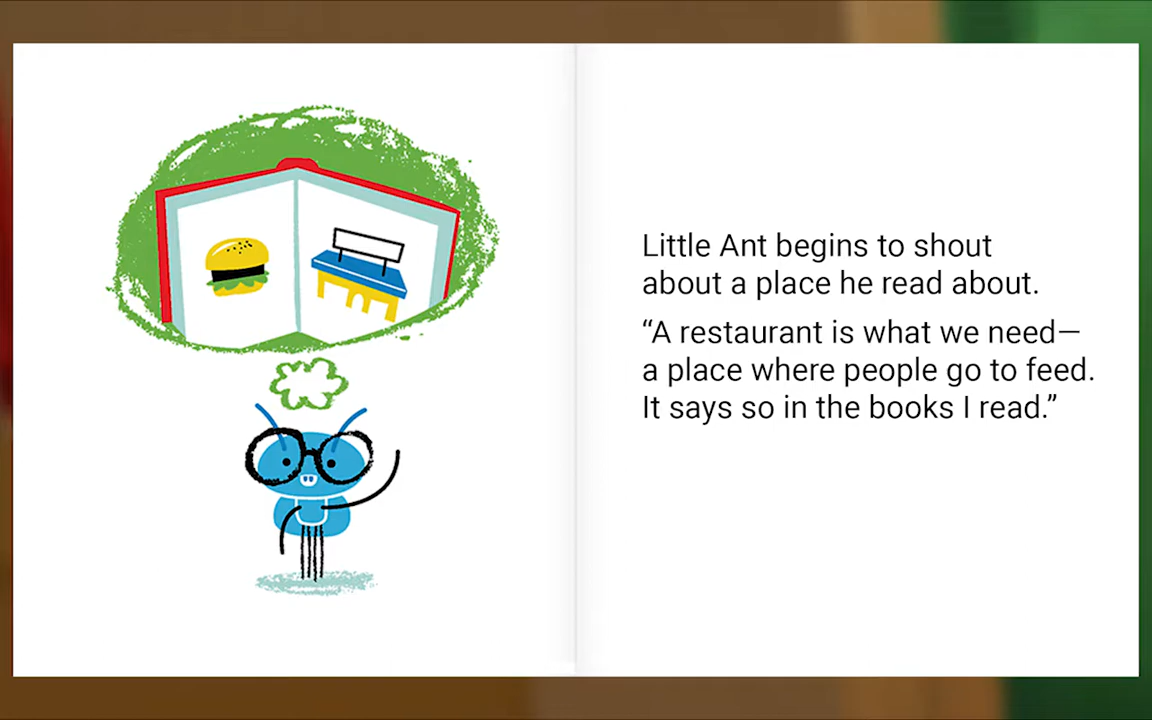 Little Ant begins to shout
about a place he read about.
“A restaurant is what we need—
a place where people go to feed.
It says so in the books I read.”